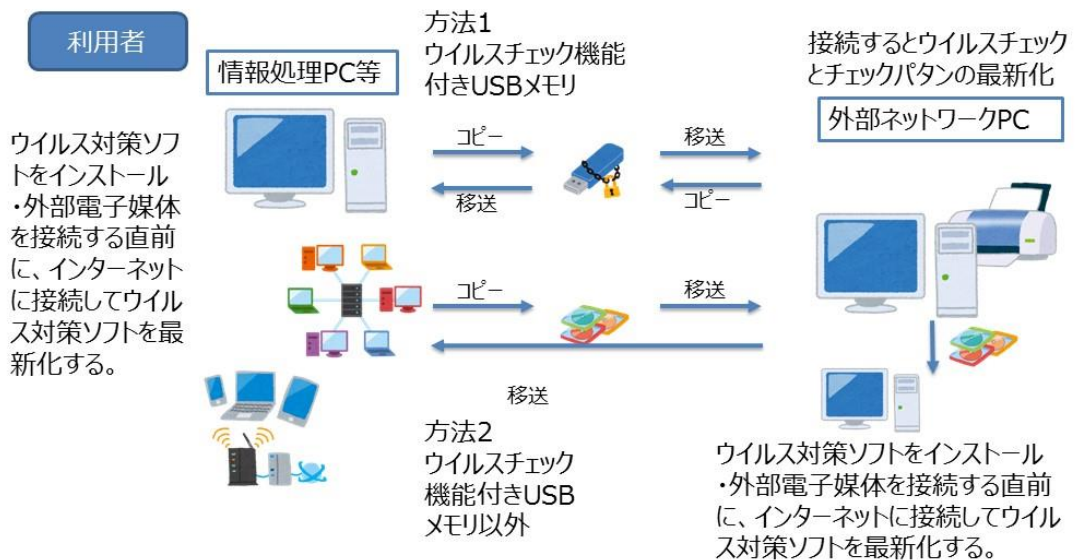 利用者
情報処理PC等
ウイルス対策ソフ
トをインストール
・外部電子媒体
を接続する直前
に、インターネット
に接続してウイル
ス対策ソフトを最
新化する。
方法1
ウイルスチェック機能
付きUSBメモリ
接続するとウイルスチェック
とチェックパタンの最新化
外部ネットワークPC
コピー
移送
移送
コピー
コピー
移送
移送
方法2
ウイルスチェック
機能付きUSB
メモリ以外
ウイルス対策ソフトをインストール
・外部電子媒体を接続する直前
に、インターネットに接続してウイル
ス対策ソフトを最新化する。